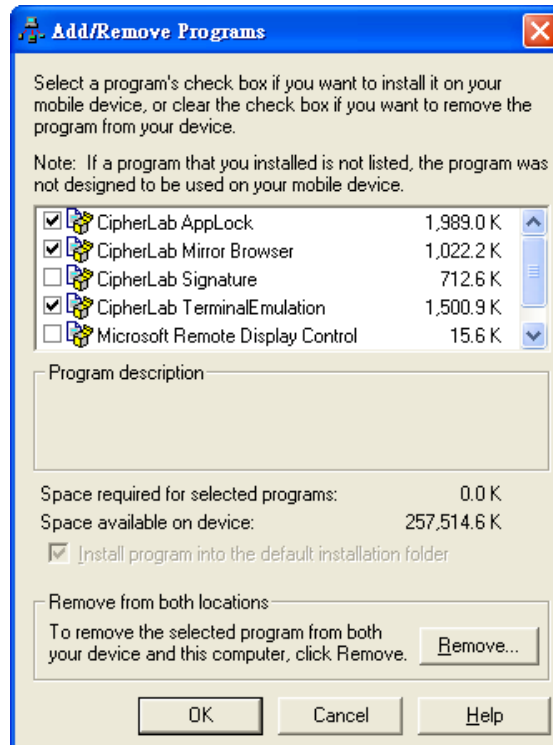 Add/Remove Programs
Select a program's check box if you want to install it on your
mobile device, or clear the check box if you want to remove the
program from your device.
Note:  If a program that you installed is not listed, the program was
not designed to be used on your mobile device.
CipherLab AppLock 1,989.0 K
CipherLab Mirror Browser 1,022.2 K
CipherLab Signature 712.6 K
CipherLab TerminalEmulation 1,500.9 K
Microsoft Remote Display Control 15.6 K
Program description
Space required for selected programs: 0.0 K
Space available on device: 257,514.6 K
Install program into the default installation folder
Remove from both locations
To remove the selected program from both
your device and this computer, click Remove.
Remove...
OK Cancel Help